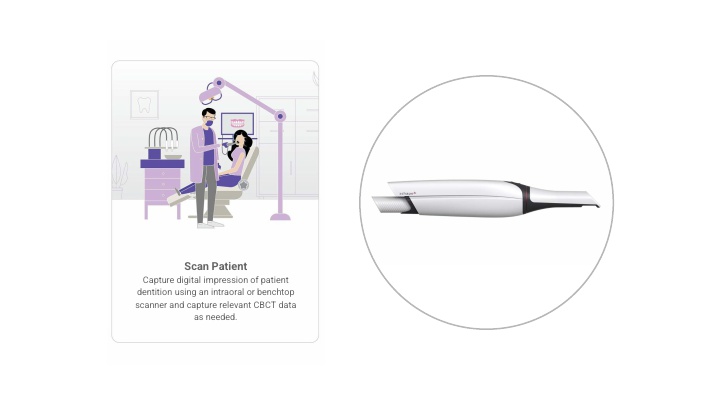 Scan Patient
Capture digital impression of patient
dentition using an intraoral or benchtop
scanner and capture relevant CBCT data
as needed.